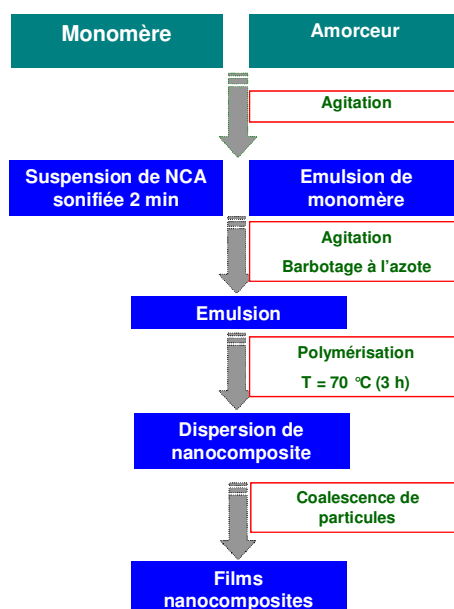 Monomère
Amorceur
Agitation
Suspension de NCA
sonifiée 2 min
Emulsion de
monomère
Agitation
Barbotage à l'azote
Emulsion
Polymérisation
T = 70 °C (3 h)
Dispersion de
nanocomposite
Coalescence de
particules
Films
nanocomposites